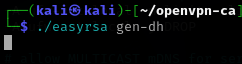 ┌──(kali㉿kali)-[~/openvpn-ca]
└─$ ./easyrsa gen-dh